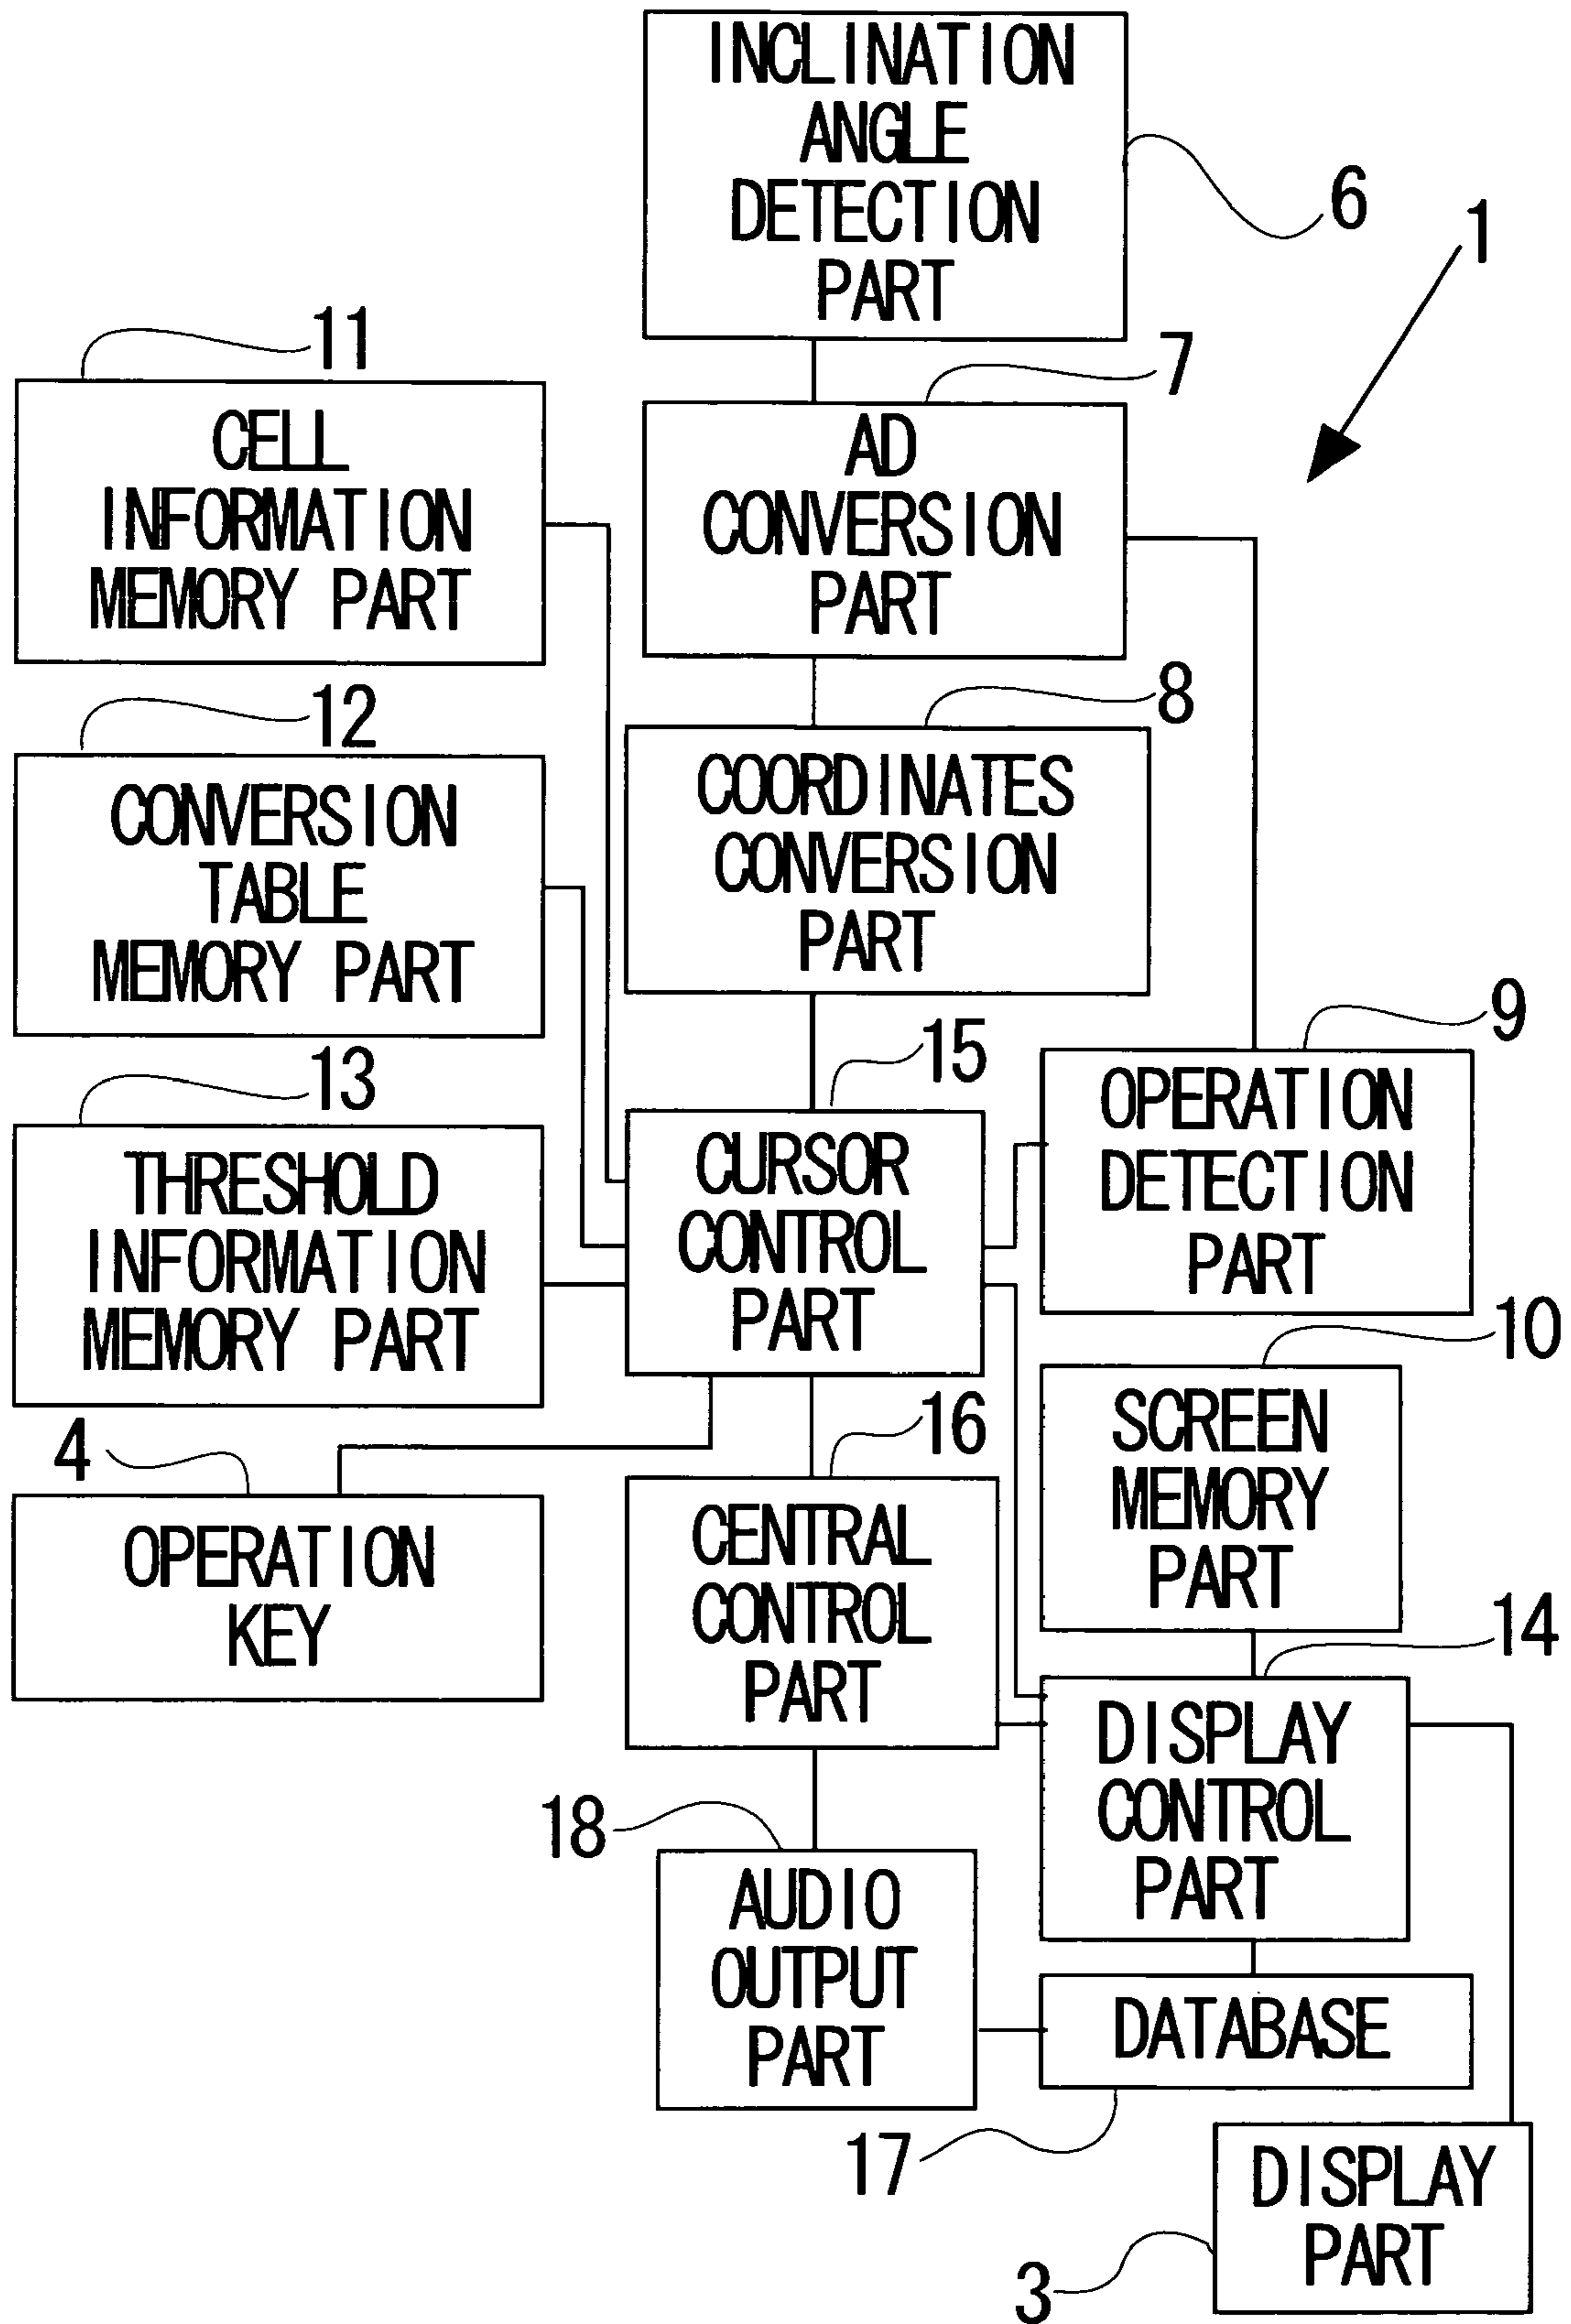 INCLINATION
ANGLE
DETECTION
PART
6
1
11
CELL
INFORMATION
MEMORY PART
7
AD
CONVERSION
PART
12
CONVERSION
TABLE
MEMORY PART
8
COORDINATES
CONVERSION
PART
13
THRESHOLD
INFORMATION
MEMORY PART
15
CURSOR
CONTROL
PART
9
OPERATION
DETECTION
PART
10
SCREEN
MEMORY
PART
4
OPERATION
KEY
16
CENTRAL
CONTROL
PART
14
DISPLAY
CONTROL
PART
18
AUDIO
OUTPUT
PART
DATABASE
17
DISPLAY
PART
3